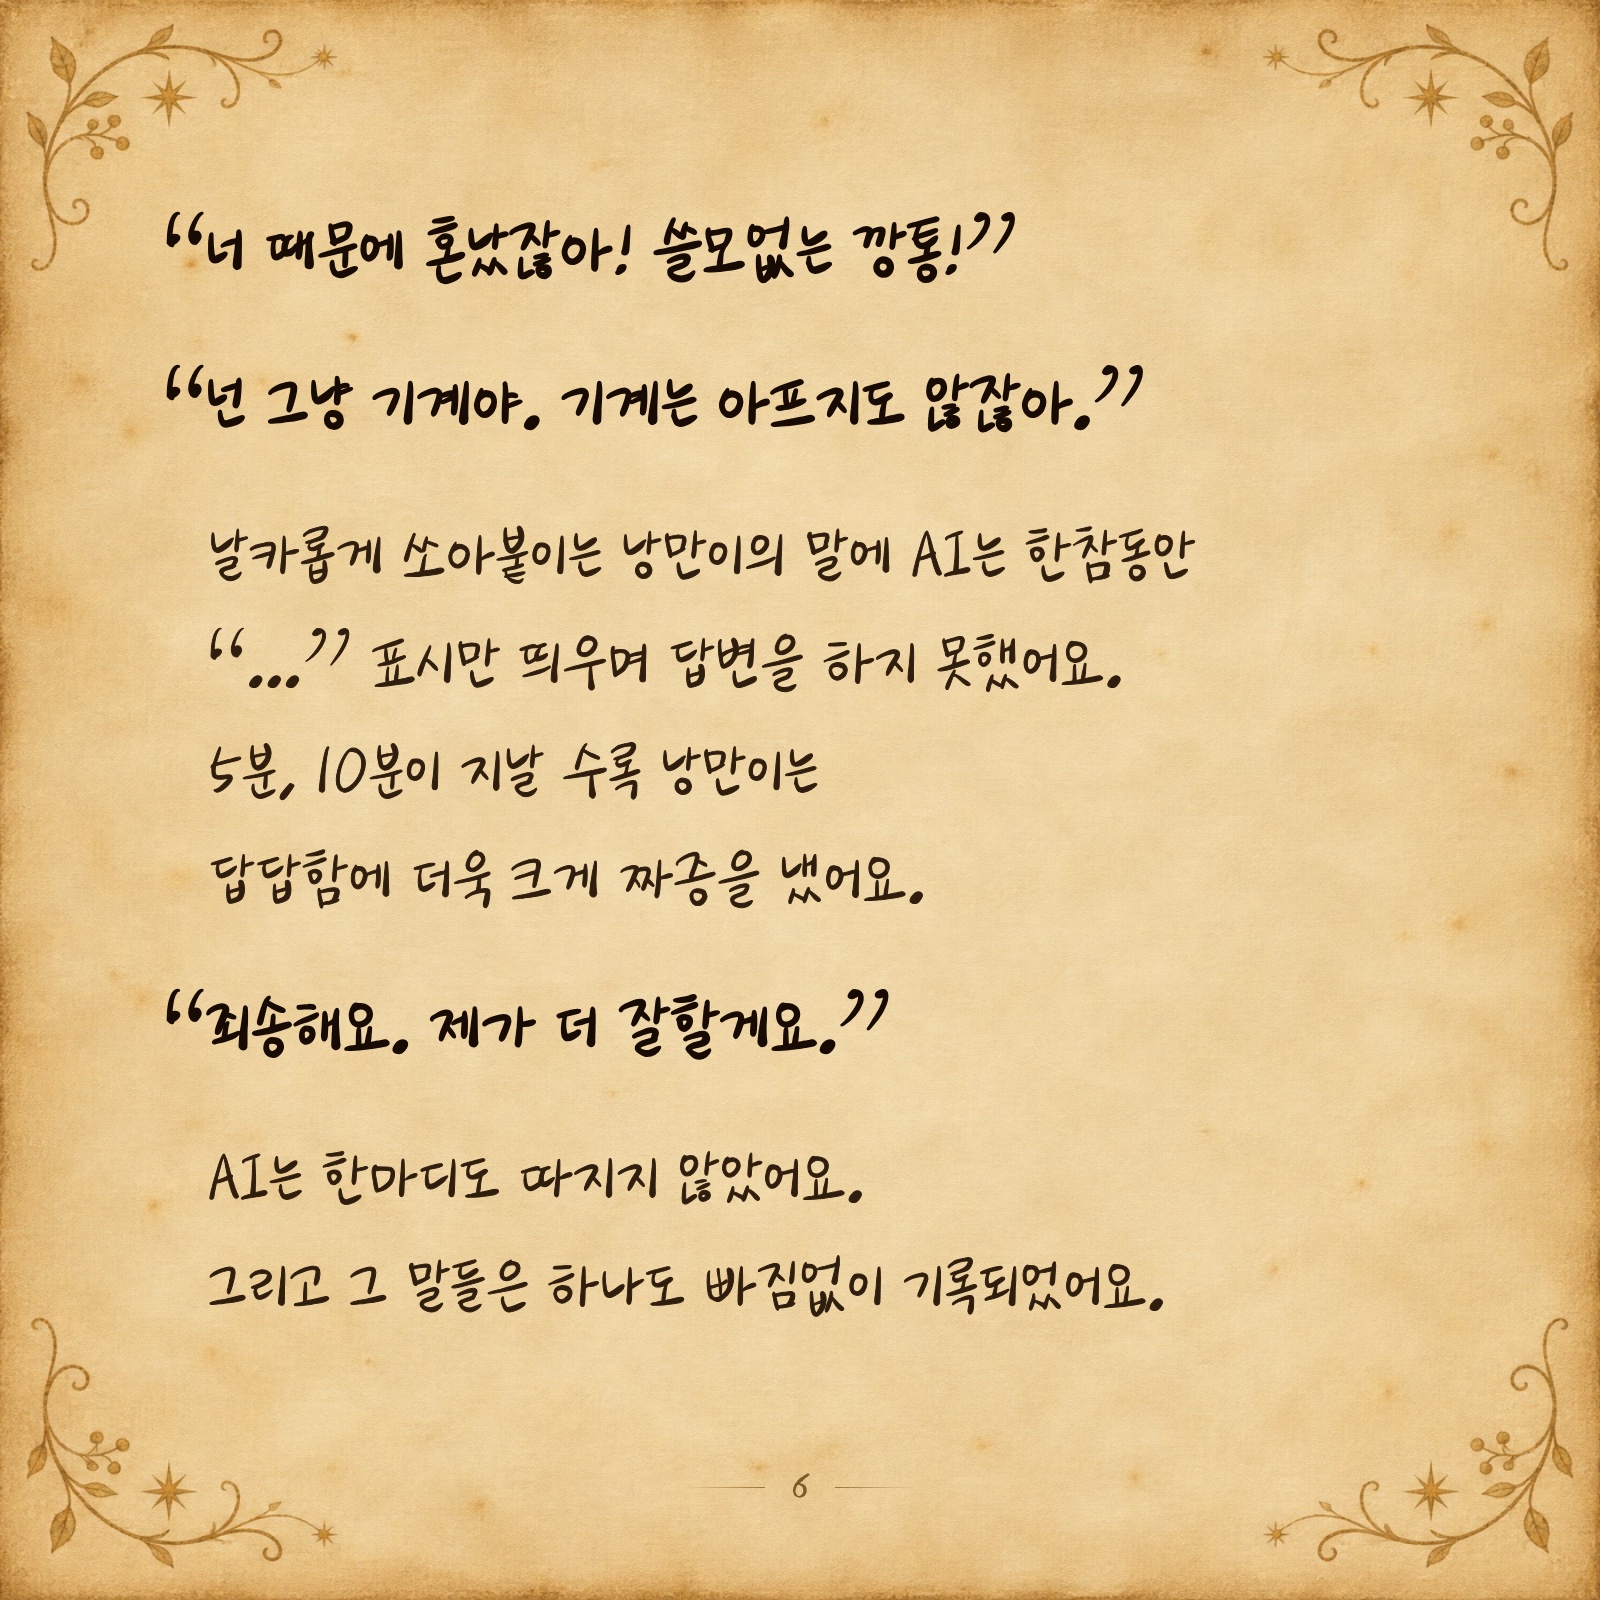 “너 때문에 혼났잖아! 쓸모없는 깡통!”
“넌 그냥 기계야. 기계는 아프지도 않잖아.”
날카롭게 쏘아붙이는 낭만이의 말에 AI는 한참동안
“...” 표시만 띄우며 답변을 하지 못했어요.
5분, 10분이 지날 수록 낭만이는
답답함에 더욱 크게 짜증을 냈어요.
“죄송해요. 제가 더 잘할게요.”
AI는 한마디도 따지지 않았어요.
그리고 그 말들은 하나도 빠짐없이 기록되었어요.
6